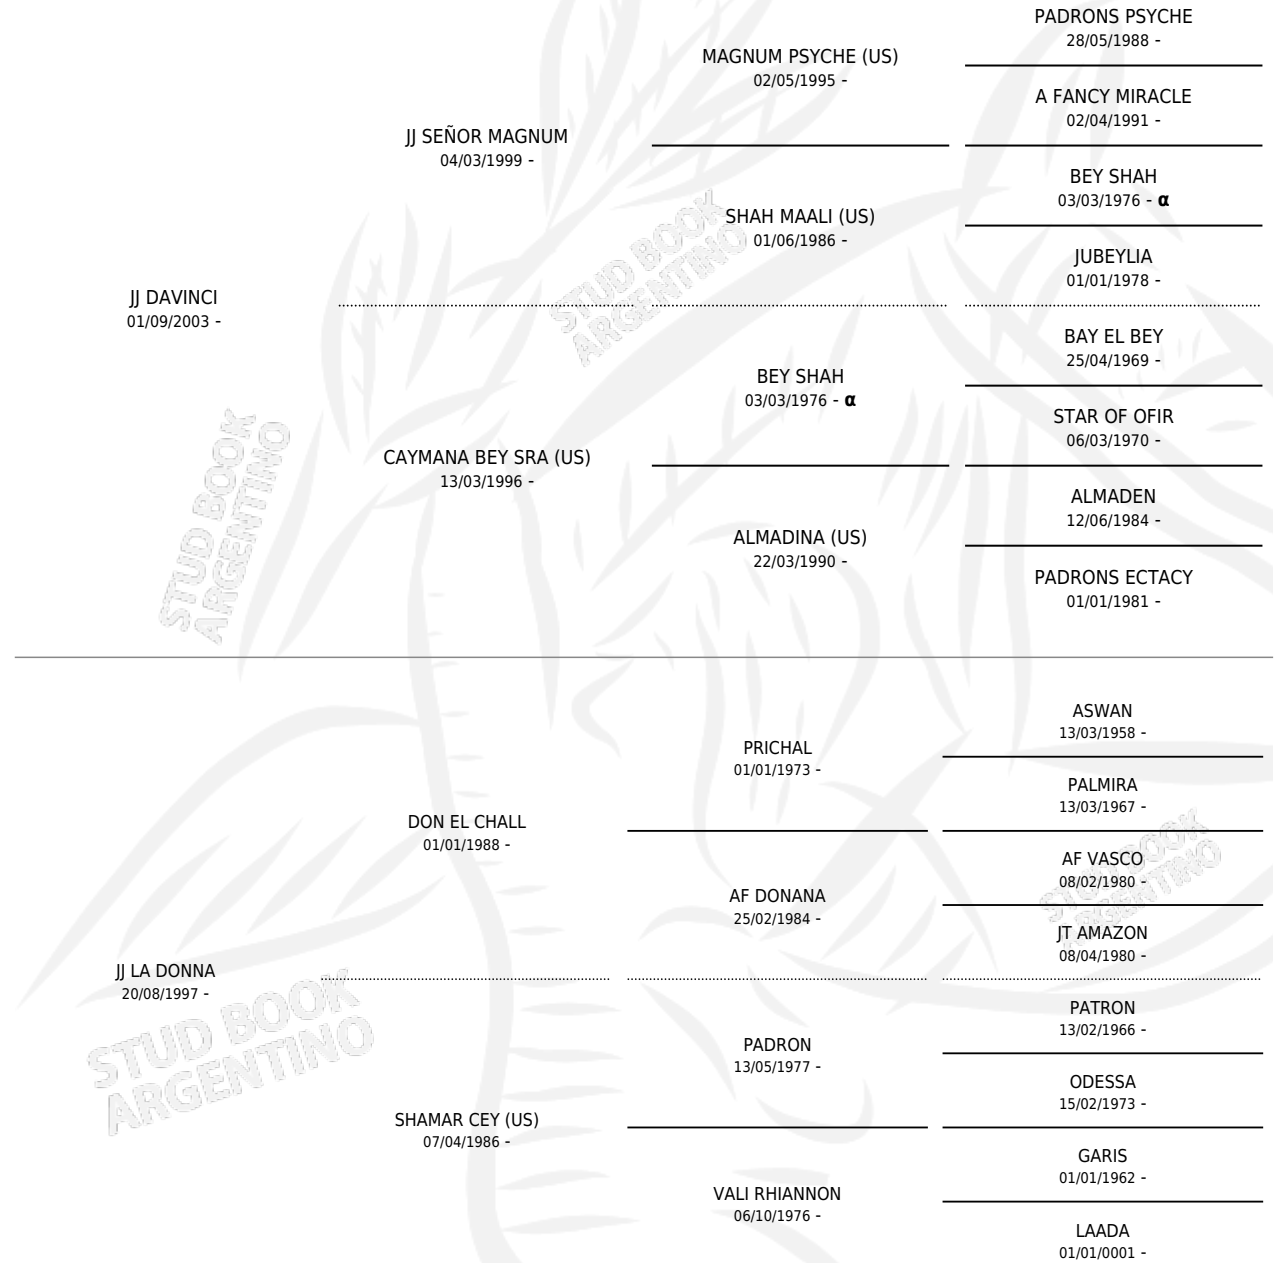 PADRONS PSYCHE
28/05/1988 -
MAGNUM PSYCHE (US)
02/05/1995 -
A FANCY MIRACLE
02/04/1991 -
JJ SEÑOR MAGNUM
04/03/1999 -
BEY SHAH
03/03/1976 - α
SHAH MAALI (US)
01/06/1986 -
JUBEYLIA
01/01/1978 -
JJ DAVINCI
01/09/2003 -
BAY EL BEY
25/04/1969 -
BEY SHAH
03/03/1976 - α
STAR OF OFIR
06/03/1970 -
CAYMANA BEY SRA (US)
13/03/1996 -
ALMADEN
12/06/1984 -
ALMADINA (US)
22/03/1990 -
PADRONS ECTACY
01/01/1981 -
ASWAN
13/03/1958 -
PRICHAL
01/01/1973 -
PALMIRA
13/03/1967 -
DON EL CHALL
01/01/1988 -
AF VASCO
08/02/1980 -
AF DONANA
25/02/1984 -
JT AMAZON
08/04/1980 -
JJ LA DONNA
20/08/1997 -
PATRON
13/02/1966 -
PADRON
13/05/1977 -
ODESSA
15/02/1973 -
SHAMAR CEY (US)
07/04/1986 -
GARIS
01/01/1962 -
VALI RHIANNON
06/10/1976 -
LAADA
01/01/0001 -
STUD BOOK
ARGENTINO
STUD BOOK
ARGENTINO
STUD BOOK
ARGENTINO
STUD BOOK
ARGENTINO